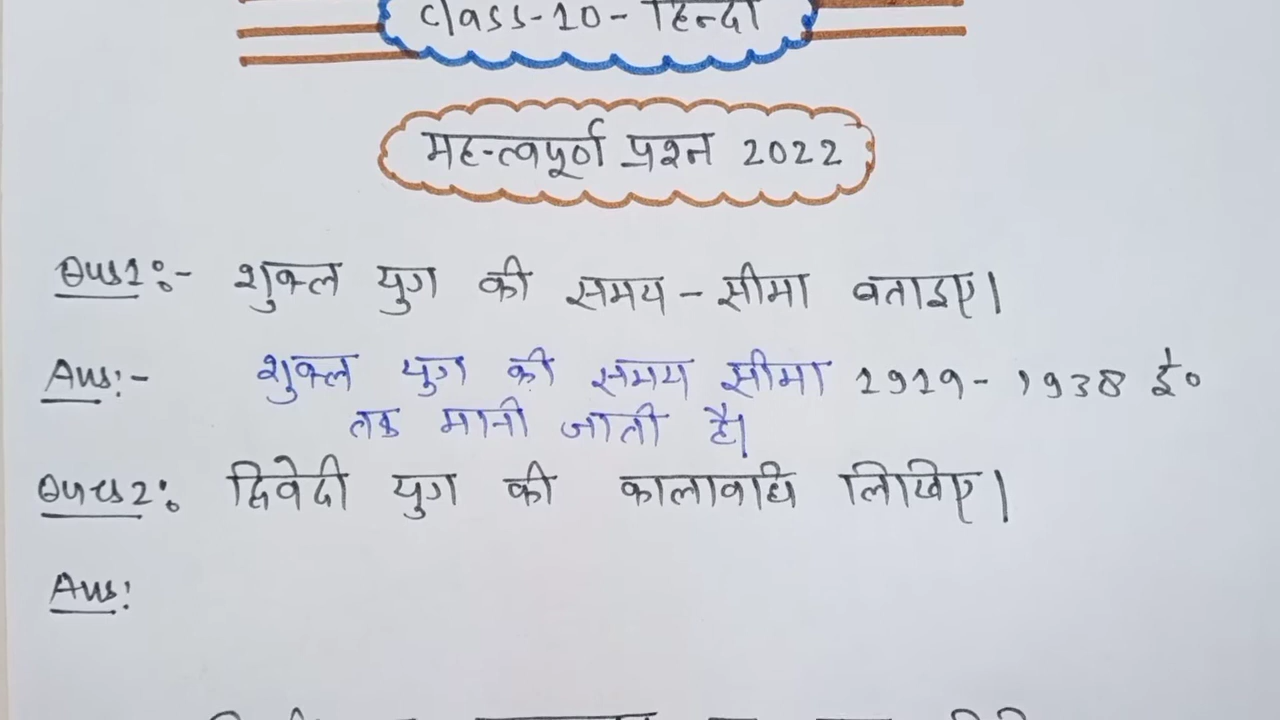 Class-10- हिन्दी
महत्वपूर्ण प्रश्न 2022
Ques1:- शुक्ल युग की समय - सीमा बताइए।
Ans:- शुक्ल युग की समय सीमा 1919 - 1938 ई०
तक मानी जाती है।
Ques2: द्विवेदी युग की कालावधि लिखिए।
Ans: